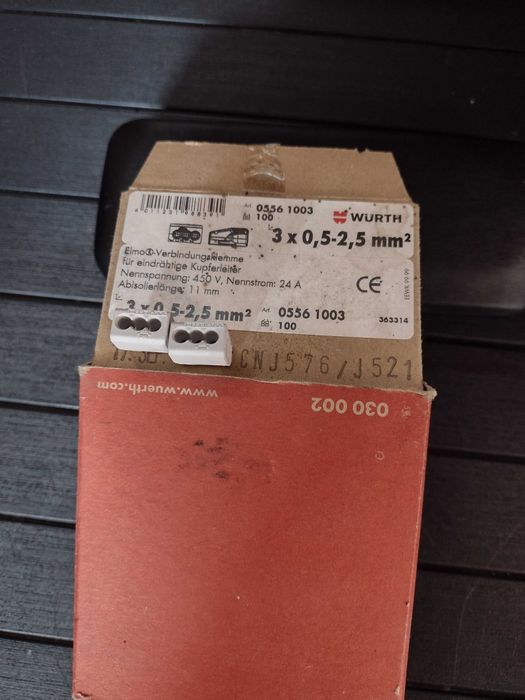 Art 0556 1003
100
WÜRTH
3 x 0,5-2,5 mm²
Elmo®-Verbindungsklemme
für eindrähtige Kupferleiter
Nennspannung: 450 V, Nennstrom: 24 A
Abisolierlänge: 11 mm
CE
3 x 0,5-2,5 mm²
Art 0556 1003
100
363314
CNJ576/J521
www.wuerth.com
030 002